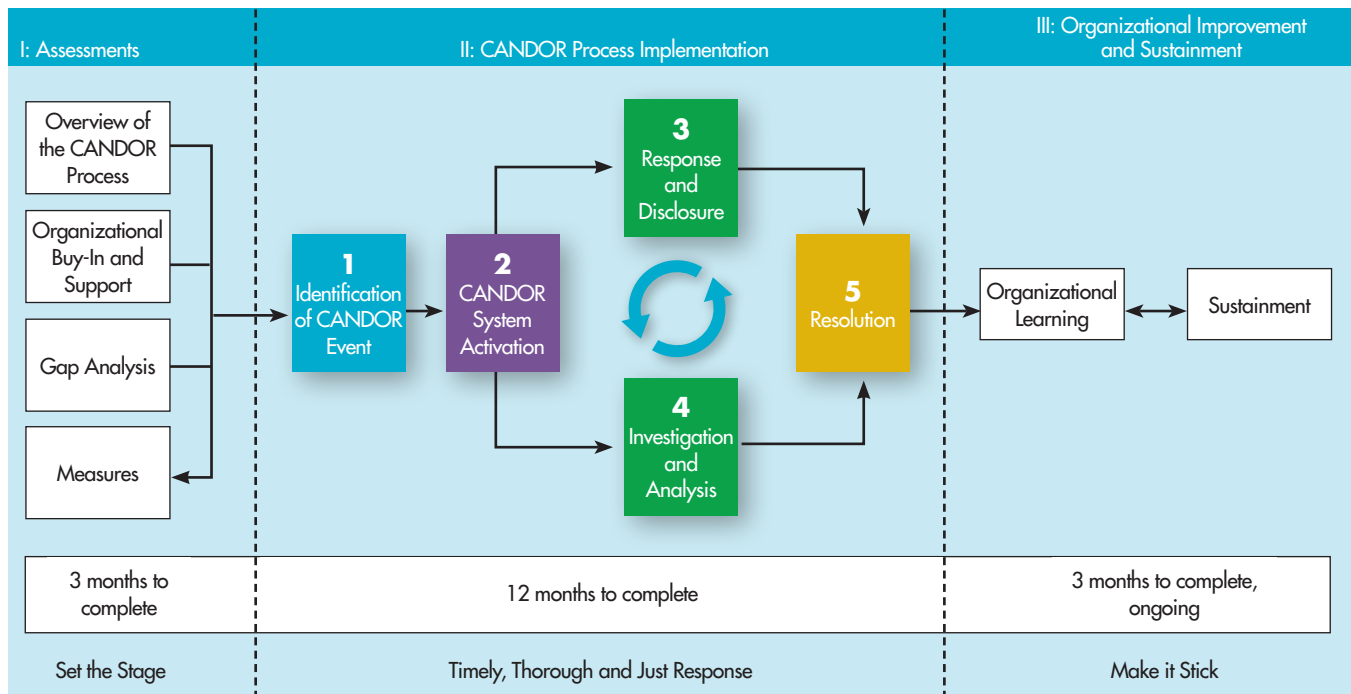 I: Assessments
II: CANDOR Process Implementation
III: Organizational Improvement
and Sustainment
Overview of
the CANDOR
Process
Organizational
Buy-In and
Support
Gap Analysis
Measures
1
Identification
of CANDOR
Event
2
CANDOR
System
Activation
3
Response
and
Disclosure
4
Investigation
and
Analysis
5
Resolution
Organizational
Learning
Sustainment
3 months to
complete
12 months to complete
3 months to complete,
ongoing
Set the Stage
Timely, Thorough and Just Response
Make it Stick